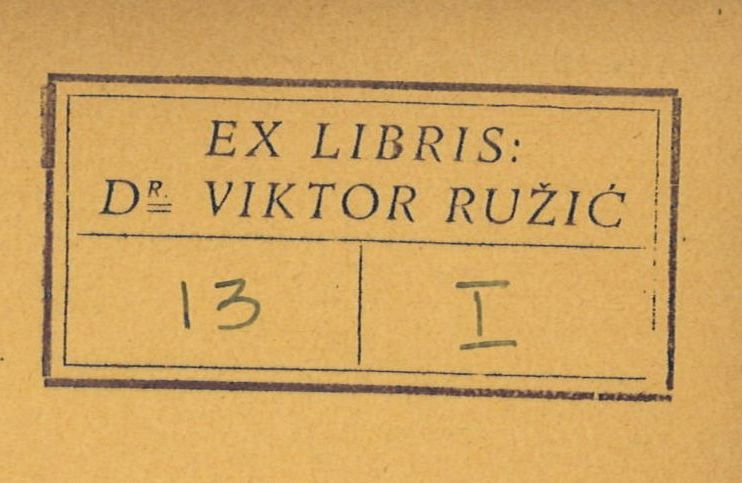 EX LIBRIS:
DR. VIKTOR RUŽIĆ
13 I